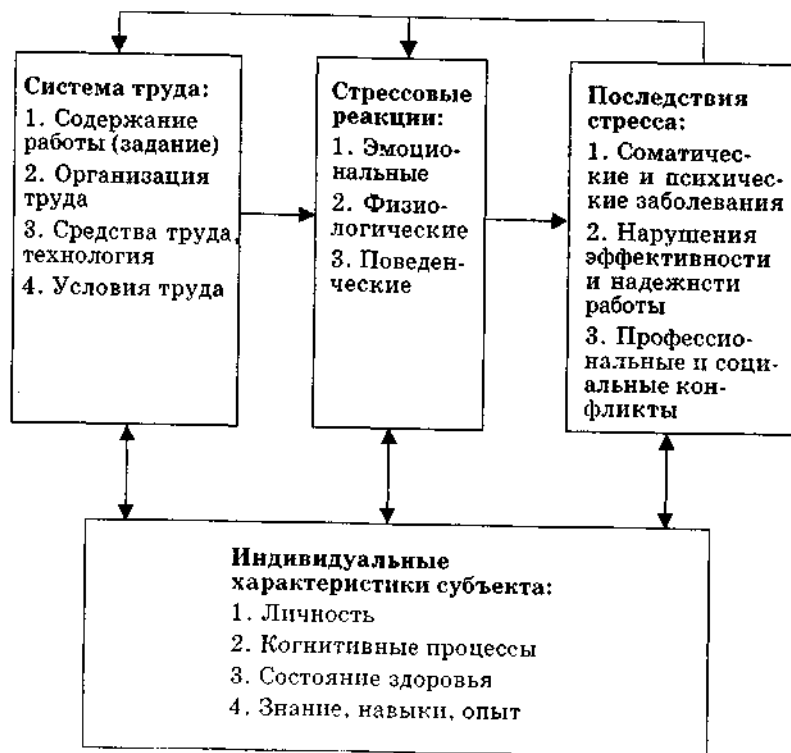 Система труда:
1. Содержание
работы (задание)
2. Организация
труда
3. Средства труда,
технология
4. Условия труда
Стрессовые
реакции:
1. Эмоцио-
нальные
2. Физио-
логические
3. Поведен-
ческие
Последствия
стресса:
1. Соматичес-
кие и психичес-
кие заболевания
2. Нарушения
эффективности
и надежнсти
работы
3. Профессио-
нальные и соци-
альные кон-
фликты
Индивидуальные
характеристики субъекта:
1. Личность
2. Когнитивные процессы
3. Состояние здоровья
4. Знание, навыки, опыт